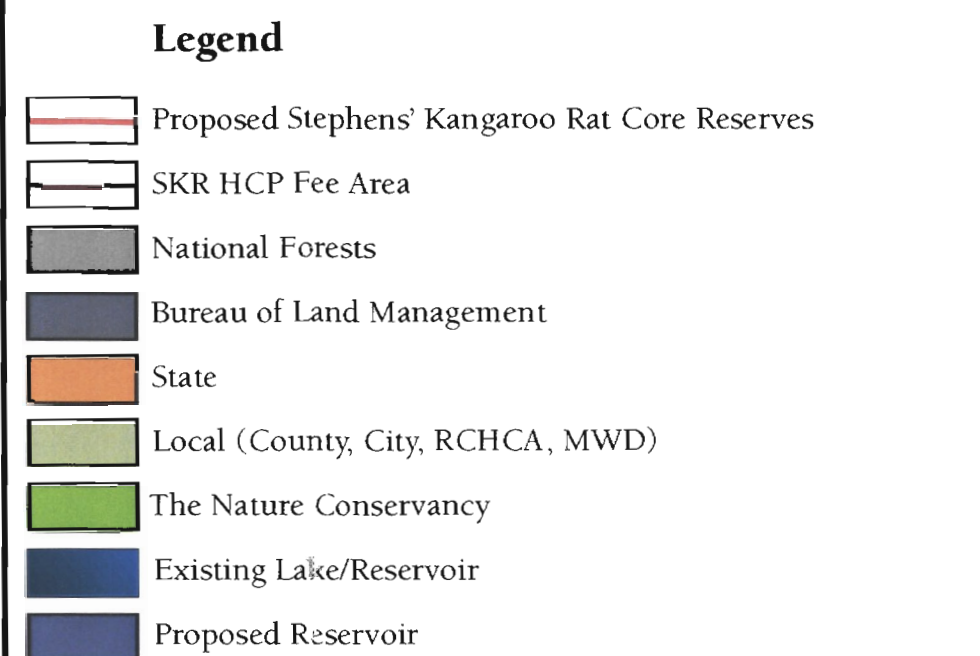 Legend
Proposed Stephens' Kangaroo Rat Core Reserves
SKR HCP Fee Area
National Forests
Bureau of Land Management
State
Local (County, City, RCHCA, MWD)
The Nature Conservancy
Existing Lake/Reservoir
Proposed Reservoir